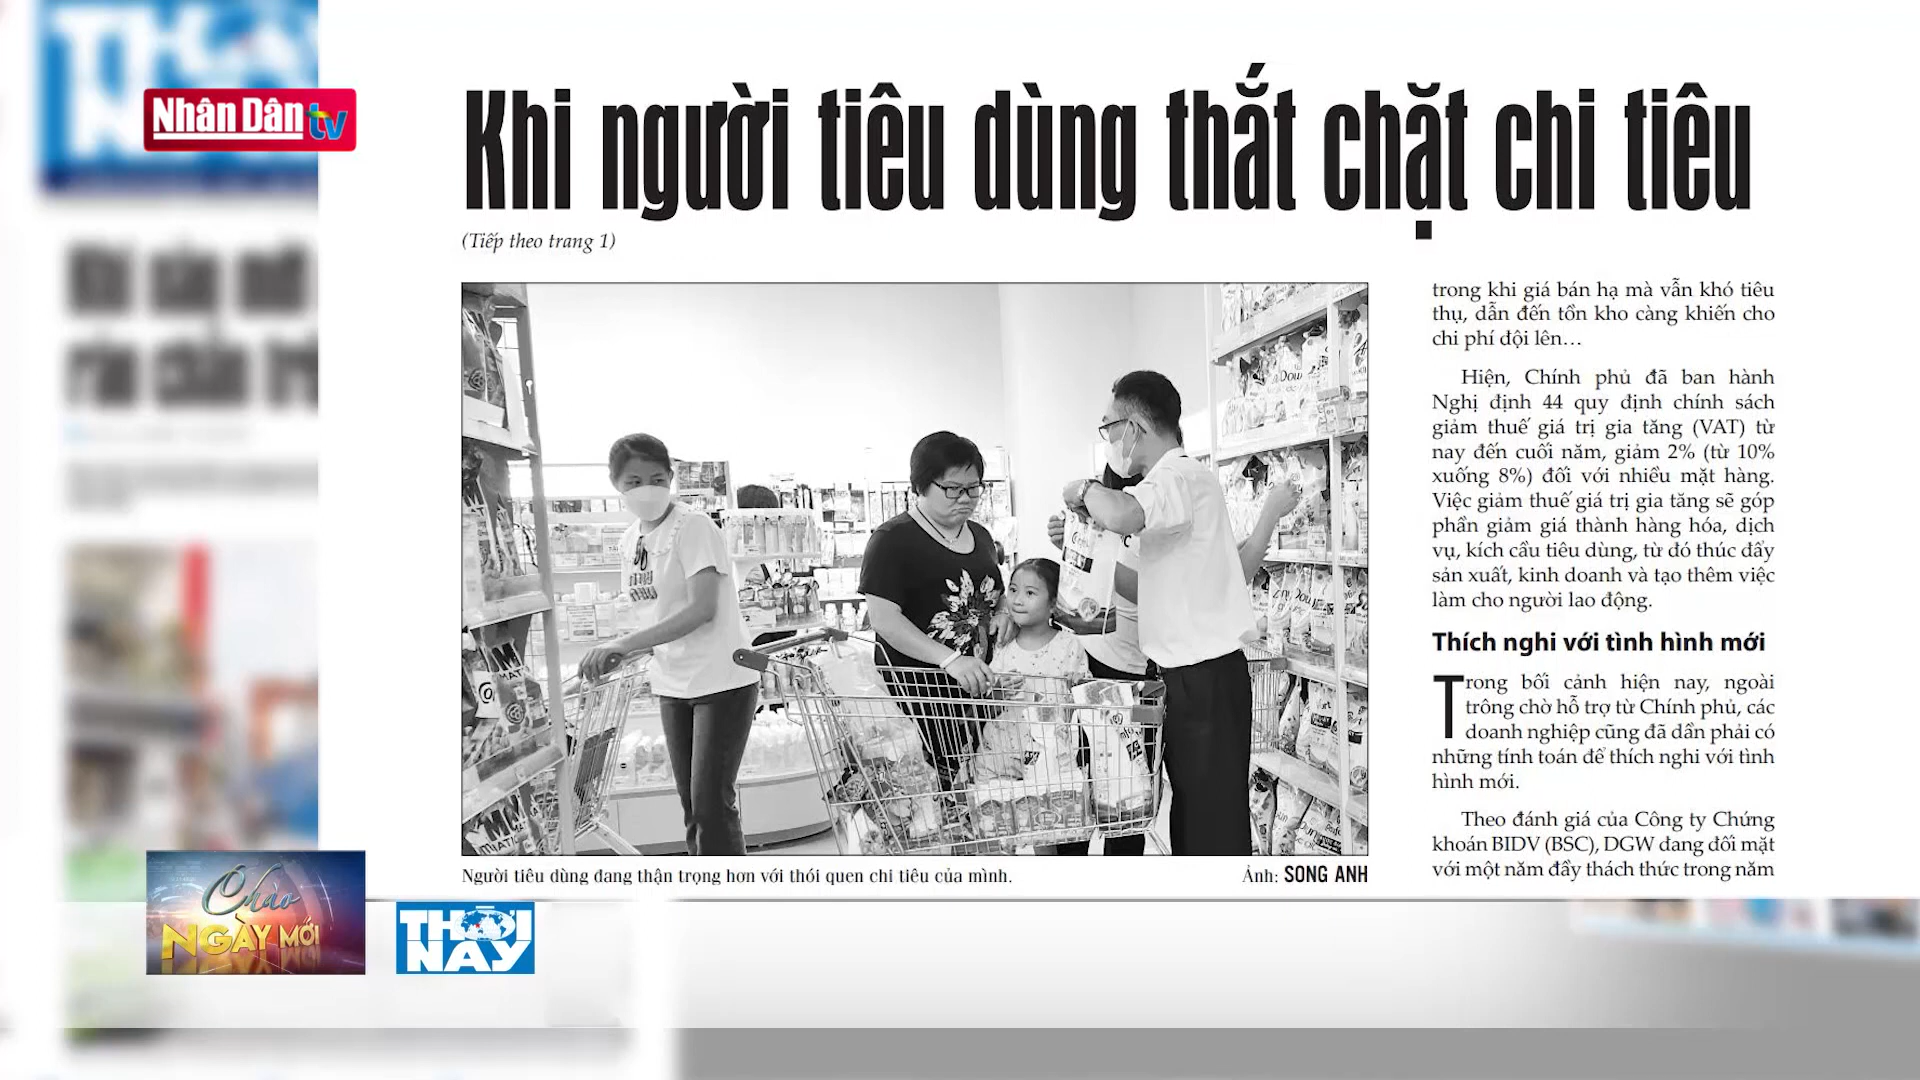 Nhân Dân tv
Khi người tiêu dùng thắt chặt chi tiêu
(Tiếp theo trang 1)
Người tiêu dùng đang thận trọng hơn với thói quen chi tiêu của mình.
Ảnh: SONG ANH
trong khi giá bán hạ mà vẫn khó tiêu
thụ, dẫn đến tồn kho càng khiến cho
chi phí đội lên…
Hiện, Chính phủ đã ban hành
Nghị định 44 quy định chính sách
giảm thuế giá trị gia tăng (VAT) từ
nay đến cuối năm, giảm 2% (từ 10%
xuống 8%) đối với nhiều mặt hàng.
Việc giảm thuế giá trị gia tăng sẽ góp
phần giảm giá thành hàng hóa, dịch
vụ, kích cầu tiêu dùng, từ đó thúc đẩy
sản xuất, kinh doanh và tạo thêm việc
làm cho người lao động.
Thích nghi với tình hình mới
Trong bối cảnh hiện nay, ngoài
trông chờ hỗ trợ từ Chính phủ, các
doanh nghiệp cũng đã dần phải có
những tính toán để thích nghi với tình
hình mới.
Theo đánh giá của Công ty Chứng
khoán BIDV (BSC), DGW đang đối mặt
với một năm đầy thách thức trong năm
Chào
NGÀY MỚI
THỜI
NAY